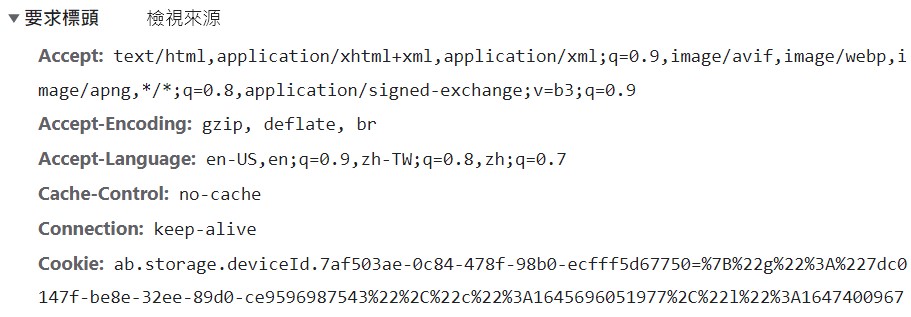 ▼要求標頭 檢視來源
Accept: text/html,application/xhtml+xml,application/xml;q=0.9,image/avif,image/webp,i
mage/apng,*/*;q=0.8,application/signed-exchange;v=b3;q=0.9
Accept-Encoding: gzip, deflate, br
Accept-Language: en-US,en;q=0.9,zh-TW;q=0.8,zh;q=0.7
Cache-Control: no-cache
Connection: keep-alive
Cookie: ab.storage.deviceId.7af503ae-0c84-478f-98b0-ecfff5d67750=%7B%22g%22%3A%227dc0
147f-be8e-32ee-89d0-ce9596987543%22%2C%22c%22%3A1645696051977%2C%22l%22%3A1647400967